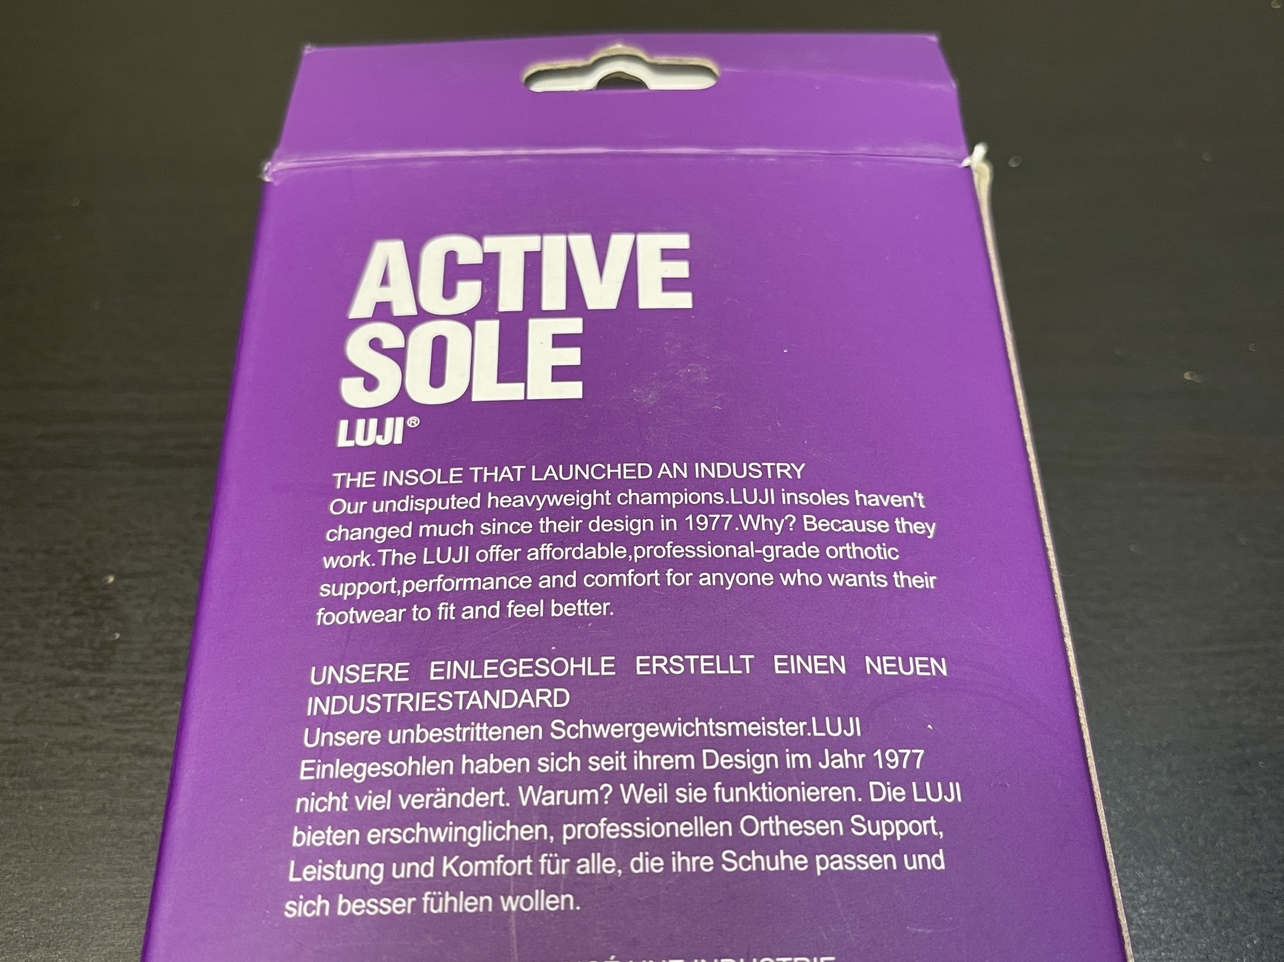 ACTIVE
SOLE
LUJI®
THE INSOLE THAT LAUNCHED AN INDUSTRY
Our undisputed heavyweight champions.LUJI insoles haven't
changed much since their design in 1977.Why? Because they
work.The LUJI offer affordable,professional-grade orthotic
support,performance and comfort for anyone who wants their
footwear to fit and feel better.
UNSERE EINLEGESOHLE ERSTELLT EINEN NEUEN
INDUSTRIESTANDARD
Unsere unbestrittenen Schwergewichtsmeister.LUJI
Einlegesohlen haben sich seit ihrem Design im Jahr 1977
nicht viel verändert. Warum? Weil sie funktionieren. Die LUJI
bieten erschwinglichen, professionellen Orthesen Support,
Leistung und Komfort für alle, die ihre Schuhe passen und
sich besser fühlen wollen.
UNE INDUSTRIE